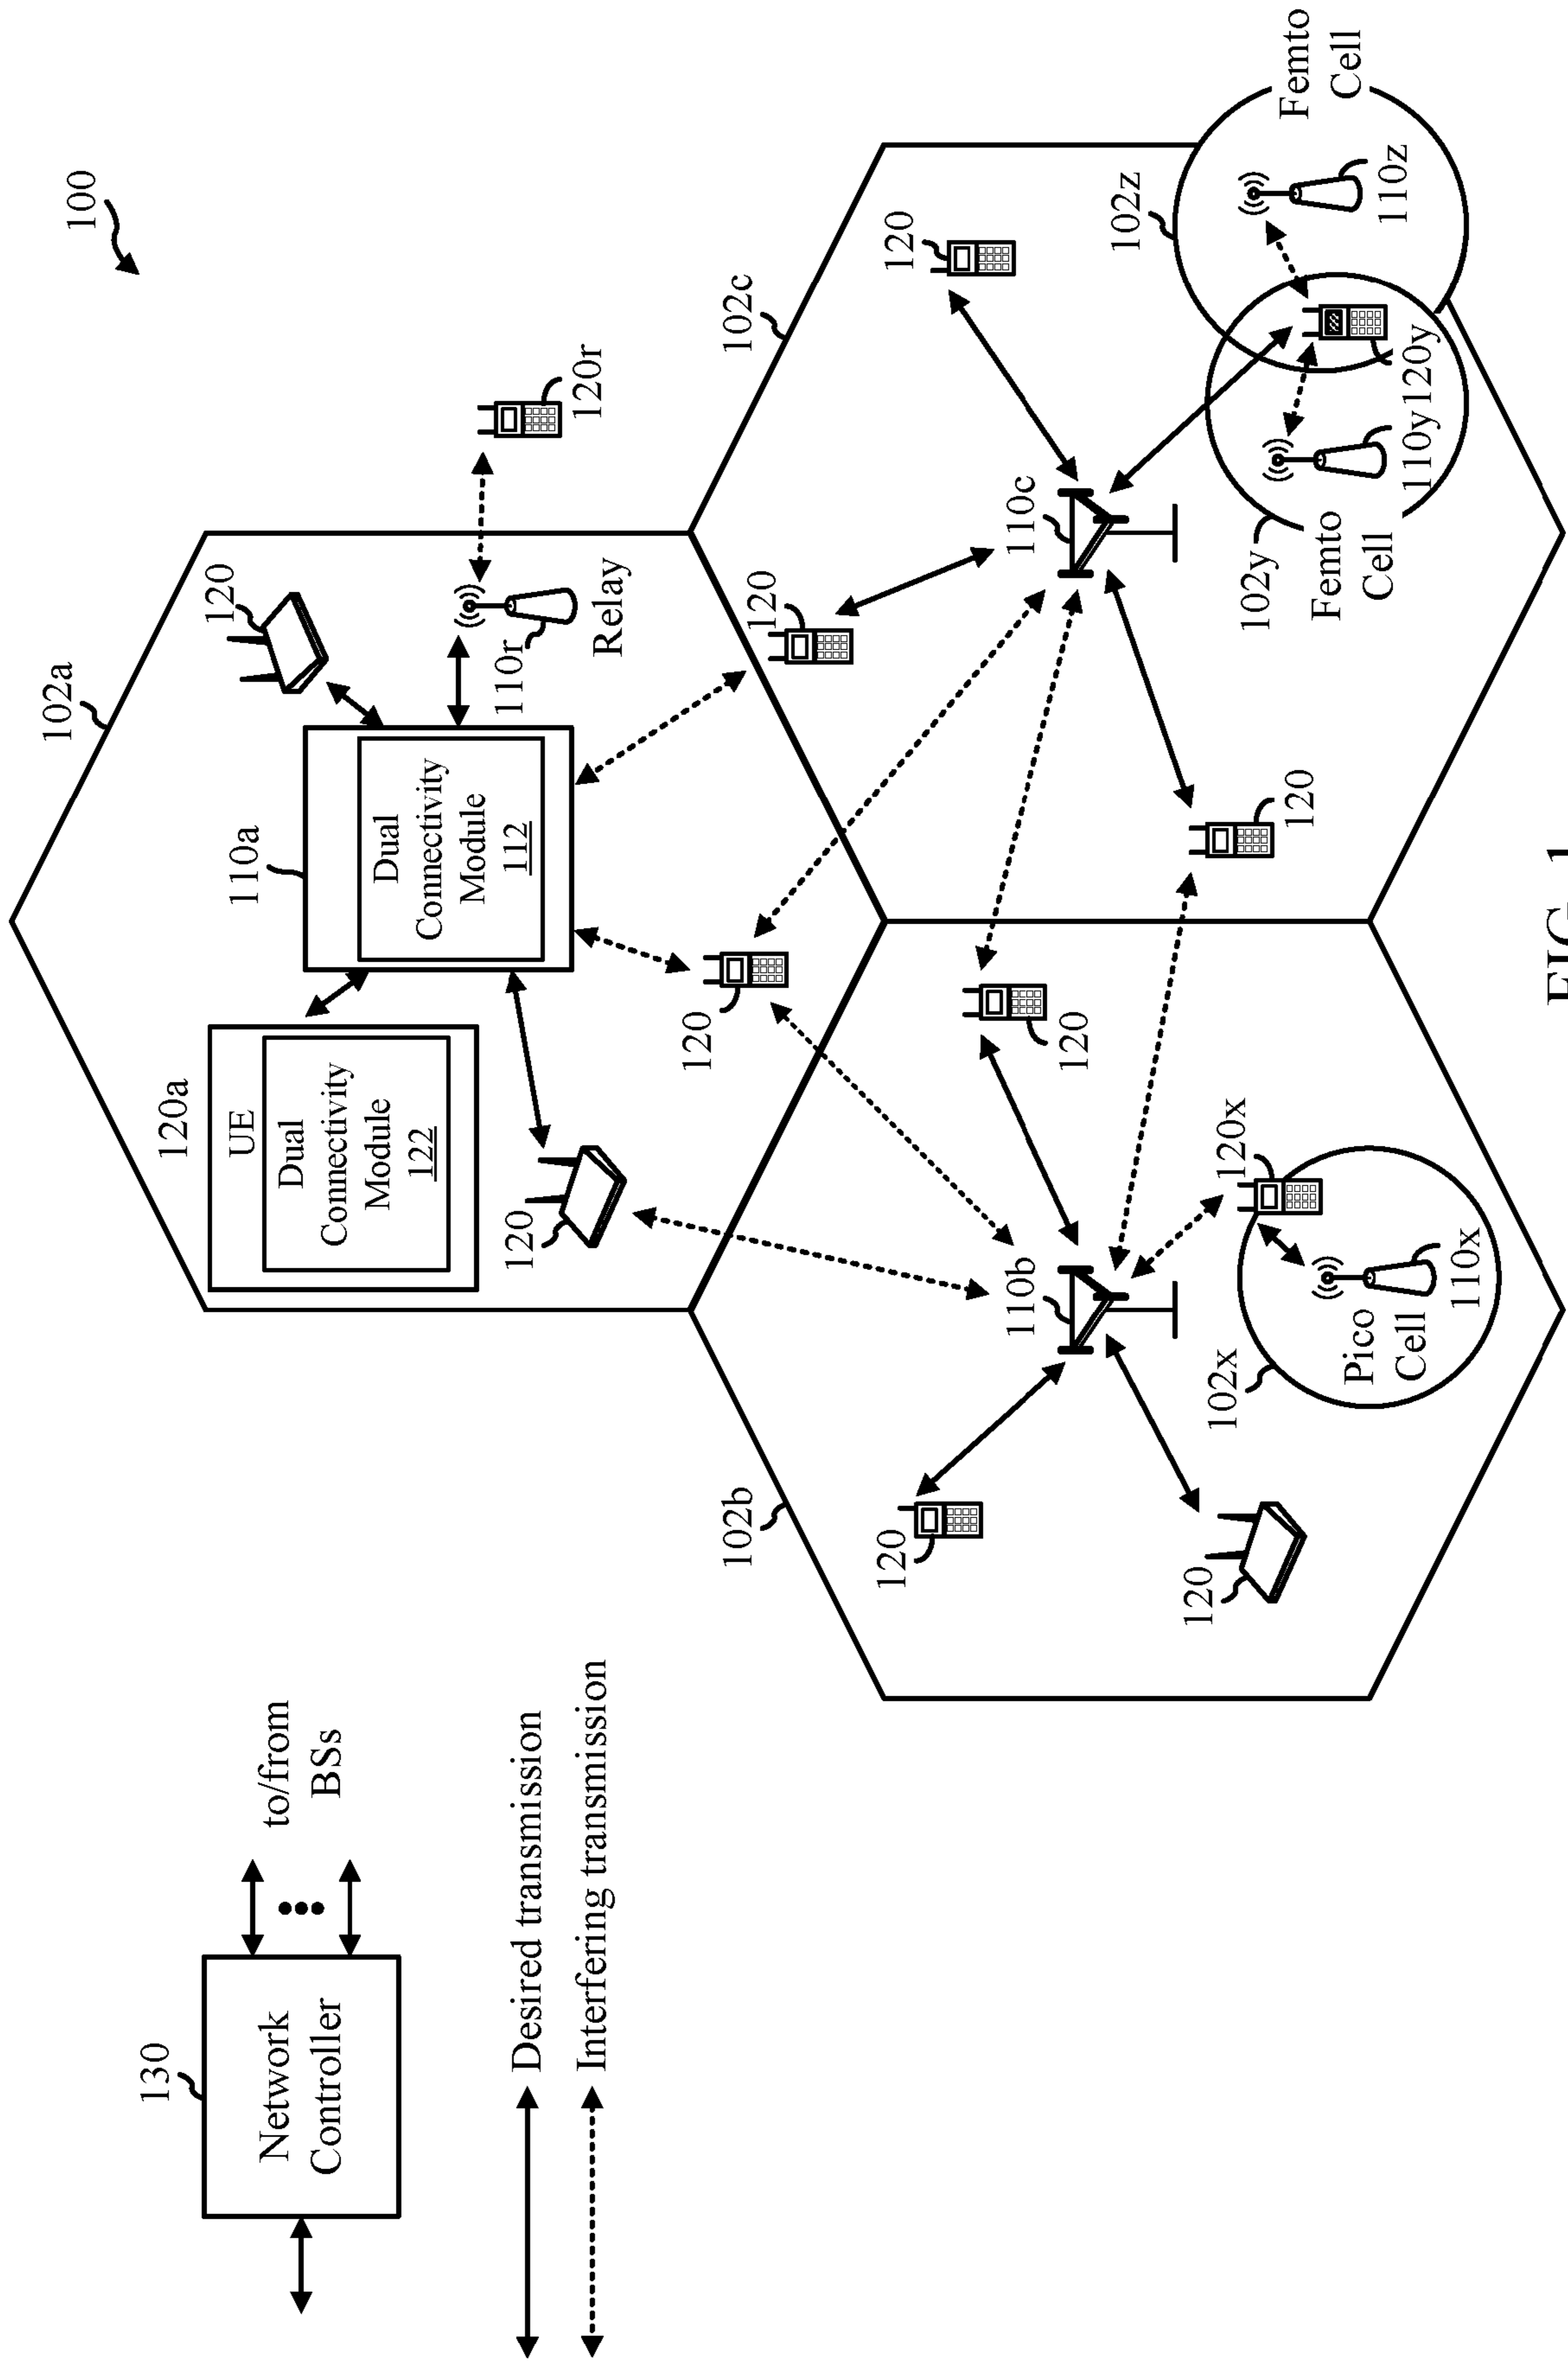 100
130
Network
Controller
to/from
BSs
Desired transmission
Interfering transmission
102a
120a
UE
Dual
Connectivity
Module
122
110a
Dual
Connectivity
Module
112
120
110r
Relay
120r
120
120
102b
120
120
110b
120
102x
Pico
Cell
110x
120x
102c
120
120
110c
120
102y
Femto
Cell
110y
120y
102z
110z
Femto
Cell
FIG. 1